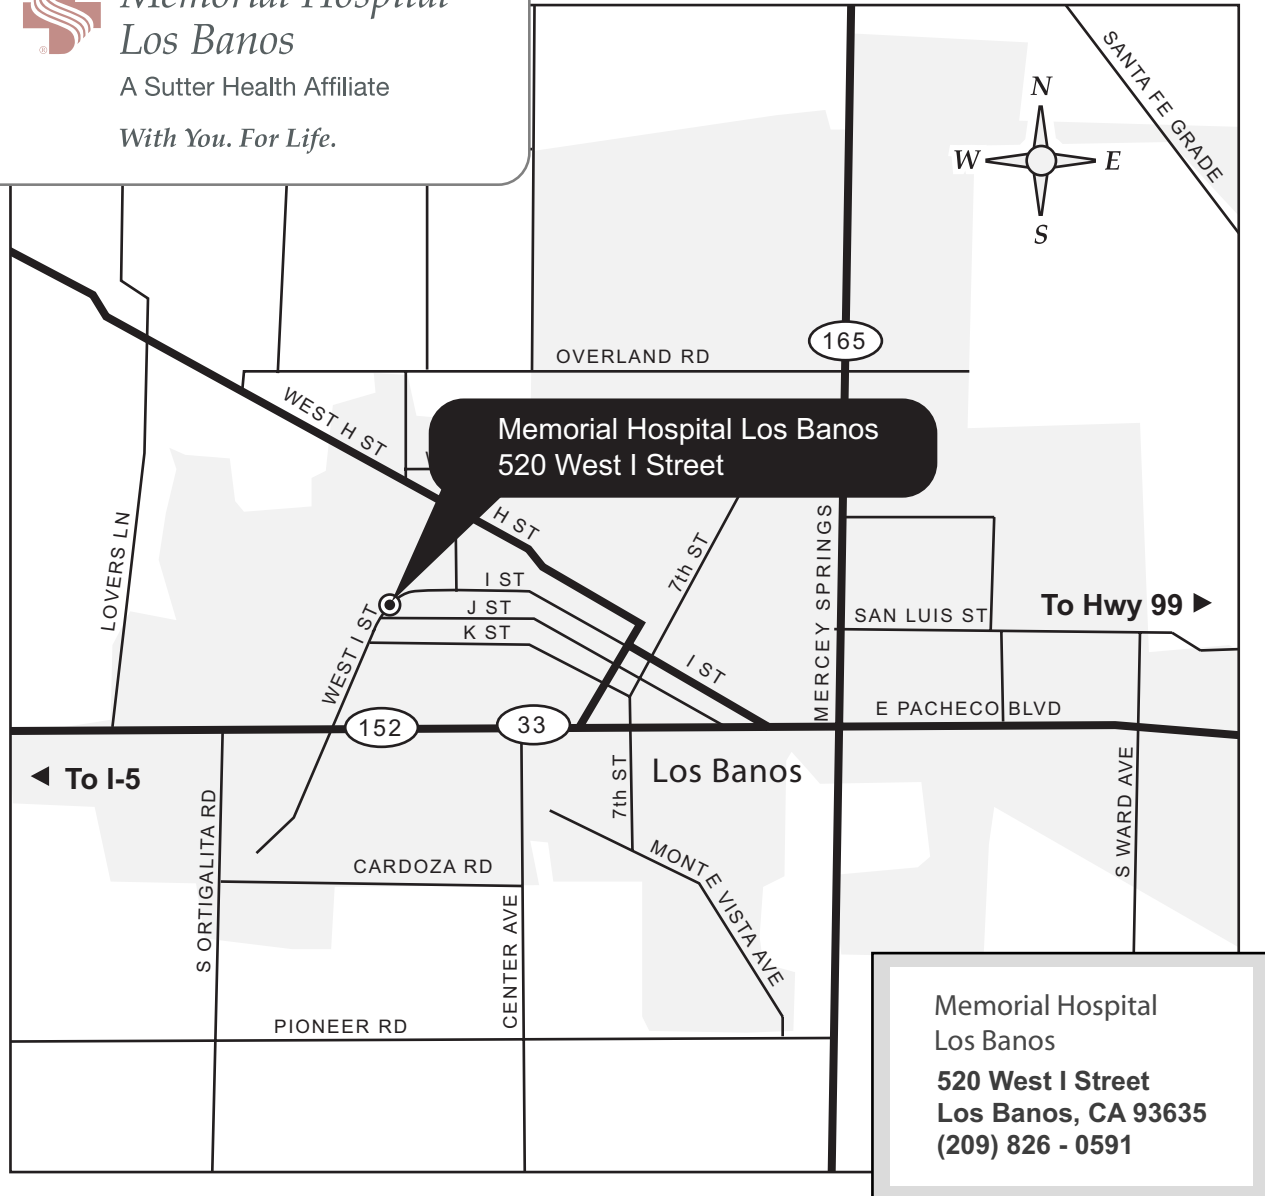 Memorial Hospital
Los Banos
®
A Sutter Health Affiliate
With You. For Life.
SANTA FE GRADE
N
W E
S
165
OVERLAND RD
WEST H ST
Memorial Hospital Los Banos
520 West I Street
H ST
7th ST
LOVERS LN
MERCEY SPRINGS
I ST
J ST
K ST
WEST I ST
SAN LUIS ST
To Hwy 99
I ST
E PACHECO BLVD
152
33
To I-5
Los Banos
7th ST
S ORTIGALITA RD
S WARD AVE
CARDOZA RD
MONTE VISTA AVE
CENTER AVE
PIONEER RD
Memorial Hospital
Los Banos
520 West I Street
Los Banos, CA 93635
(209) 826 - 0591